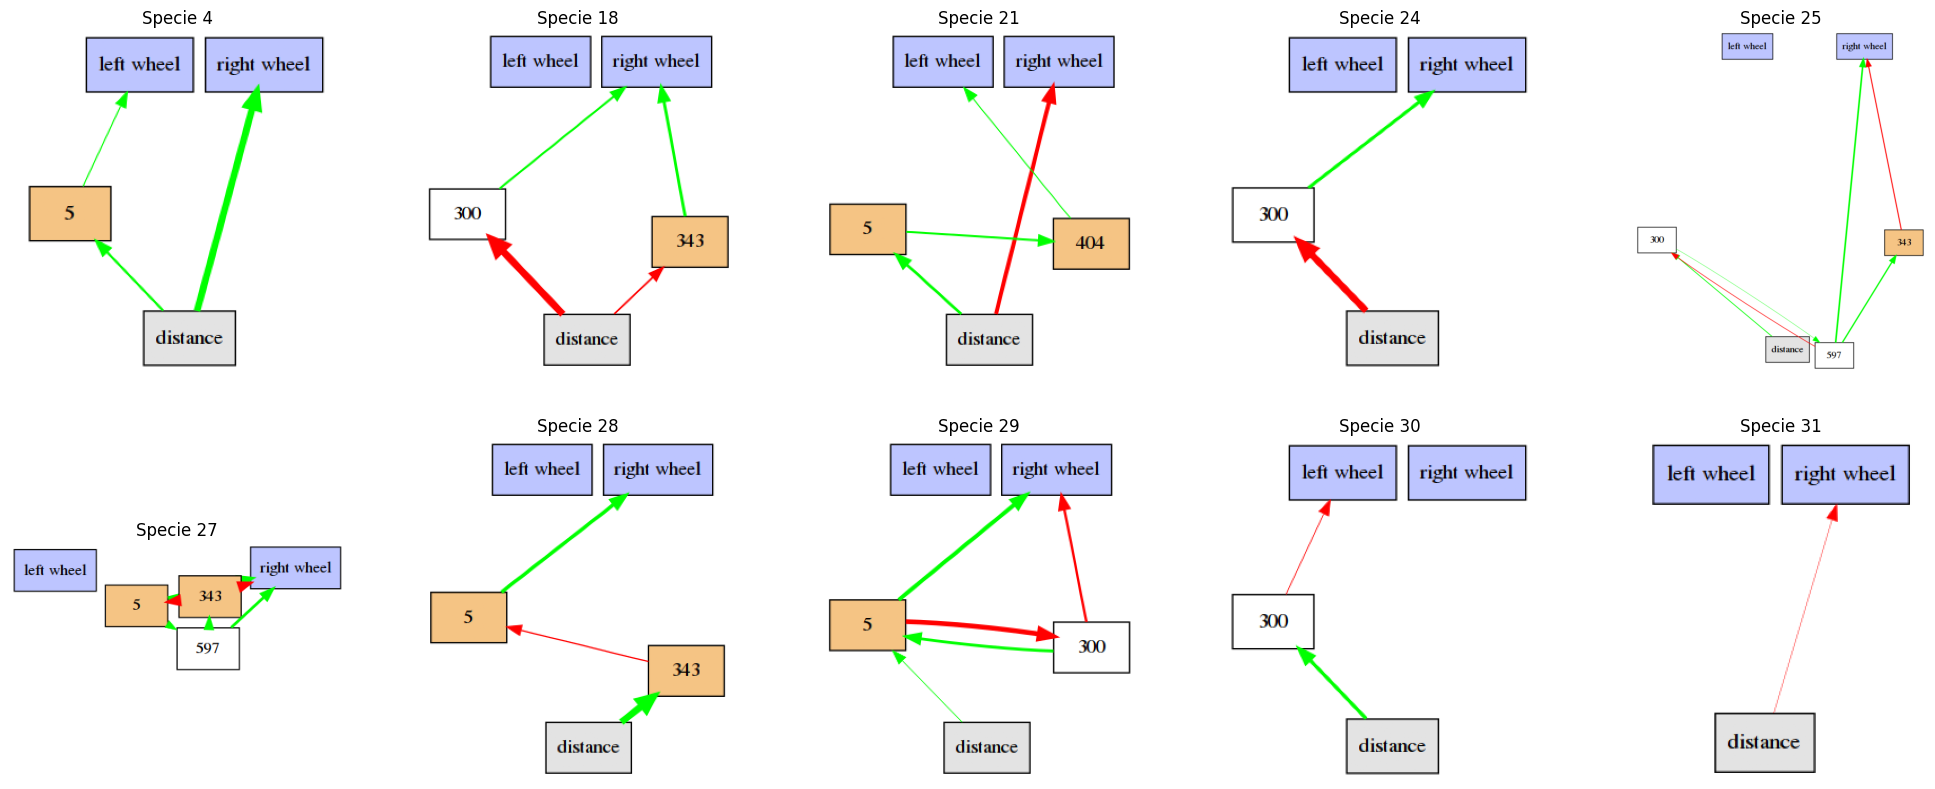 Specie 4
left wheel
right wheel
5
distance
Specie 18
left wheel
right wheel
300
343
distance
Specie 21
left wheel
right wheel
5
404
distance
Specie 24
left wheel
right wheel
300
distance
Specie 25
left wheel
right wheel
300
343
distance
597
Specie 27
left wheel
right wheel
5
343
597
Specie 28
left wheel
right wheel
5
343
distance
Specie 29
left wheel
right wheel
5
300
distance
Specie 30
left wheel
right wheel
300
distance
Specie 31
left wheel
right wheel
distance